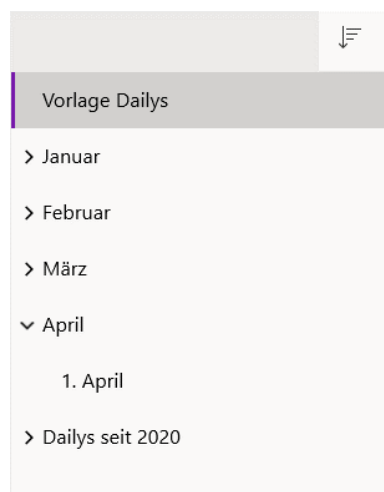 Vorlage Dailys
Januar
Februar
März
April
1. April
Dailys seit 2020